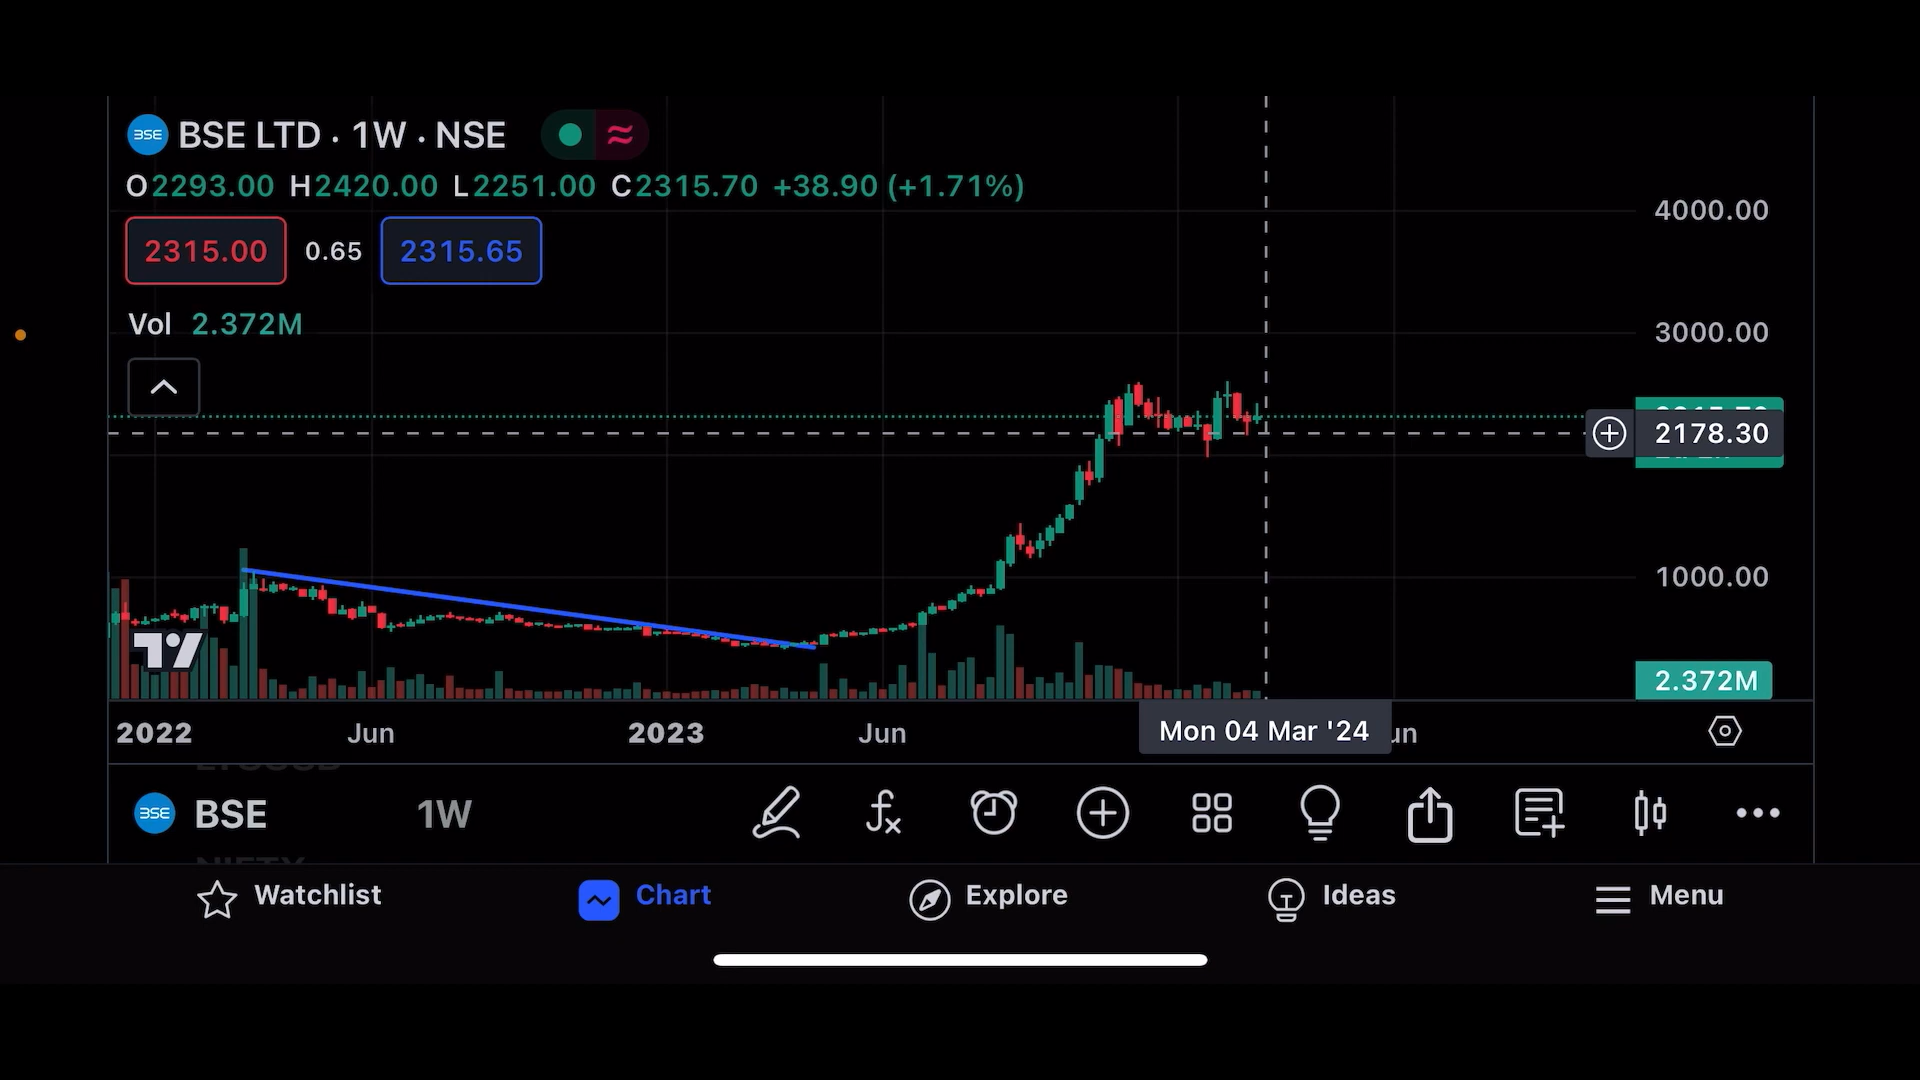 BSE BSE LTD · 1W · NSE
O2293.00 H2420.00 L2251.00 C2315.70 +38.90 (+1.71%)
2315.00 0.65 2315.65
Vol 2.372M
4000.00
3000.00
2178.30
1000.00
2.372M
2022 Jun 2023 Jun Mon 04 Mar '24
BSE BSE 1W
Watchlist Chart Explore Ideas Menu